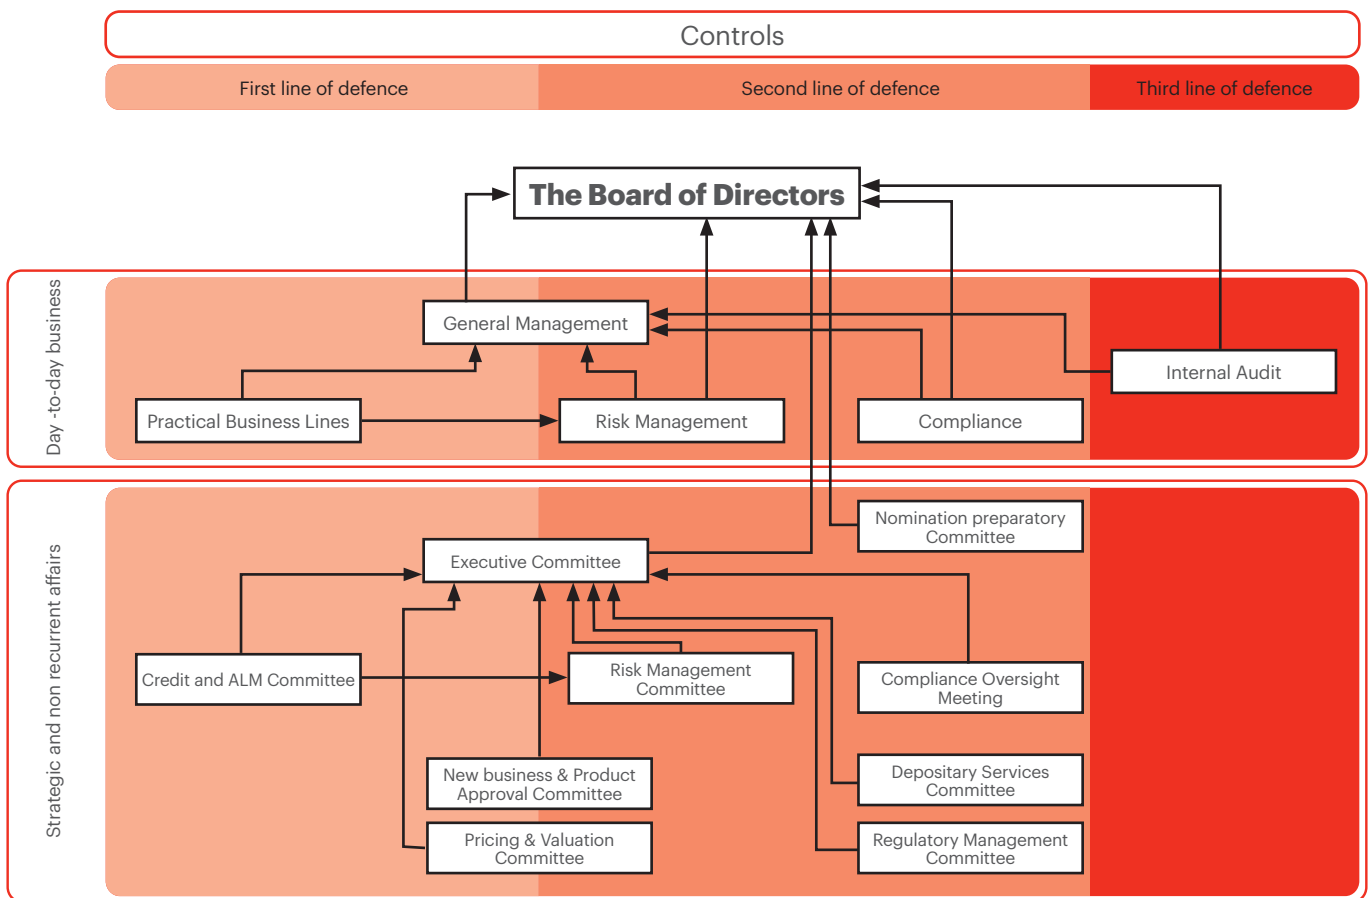 Controls
First line of defence
Second line of defence
Third line of defence
The Board of Directors
Day -to-day business
General Management
Internal Audit
Practical Business Lines
Risk Management
Compliance
Strategic and non recurrent affairs
Nomination preparatory
Committee
Executive Committee
Credit and ALM Committee
Risk Management
Committee
Compliance Oversight
Meeting
New business & Product
Approval Committee
Depositary Services
Committee
Pricing & Valuation
Committee
Regulatory Management
Committee